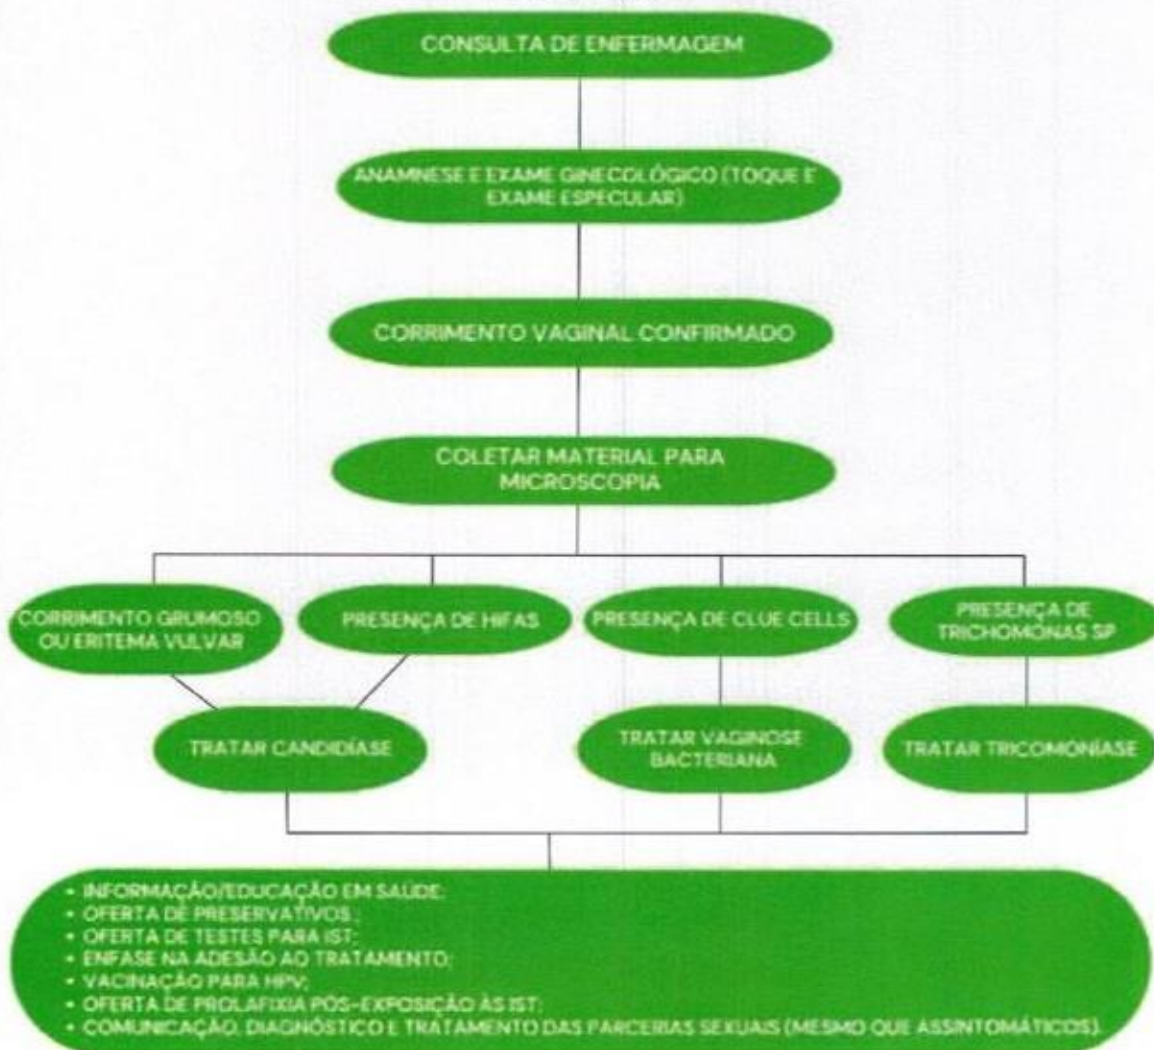 CONSULTA DE ENFERMAGEM
ANAMNESE E EXAME GINECOLÓGICO (TOQUE E
EXAME ESPECULAR)
CORRIMENTO VAGINAL CONFIRMADO
COLETAR MATERIAL PARA
MICROSCOPIA
CORRIMENTO GRUMOSO
OU ERITEMA VULVAR
PRESENÇA DE HIFAS
PRESENÇA DE CLUE CELLS
PRESENÇA DE
TRICHOMONAS SP
TRATAR CANDIDÍASE
TRATAR VAGINOSE
BACTERIANA
TRATAR TRICOMONÍASE
• INFORMAÇÃO/EDUCAÇÃO EM SAÚDE;
• OFERTA DE PRESERVATIVOS ;
• OFERTA DE TESTES PARA IST;
• ENFASE NA ADESÃO AO TRATAMENTO;
• VACINAÇÃO PARA HPV;
• OFERTA DE PROLAFIXIA PÓS-EXPOSIÇÃO ÀS IST;
• COMUNICAÇÃO, DIAGNÓSTICO E TRATAMENTO DAS PARCERIAS SEXUAIS (MESMO QUE ASSINTOMÁTICOS).